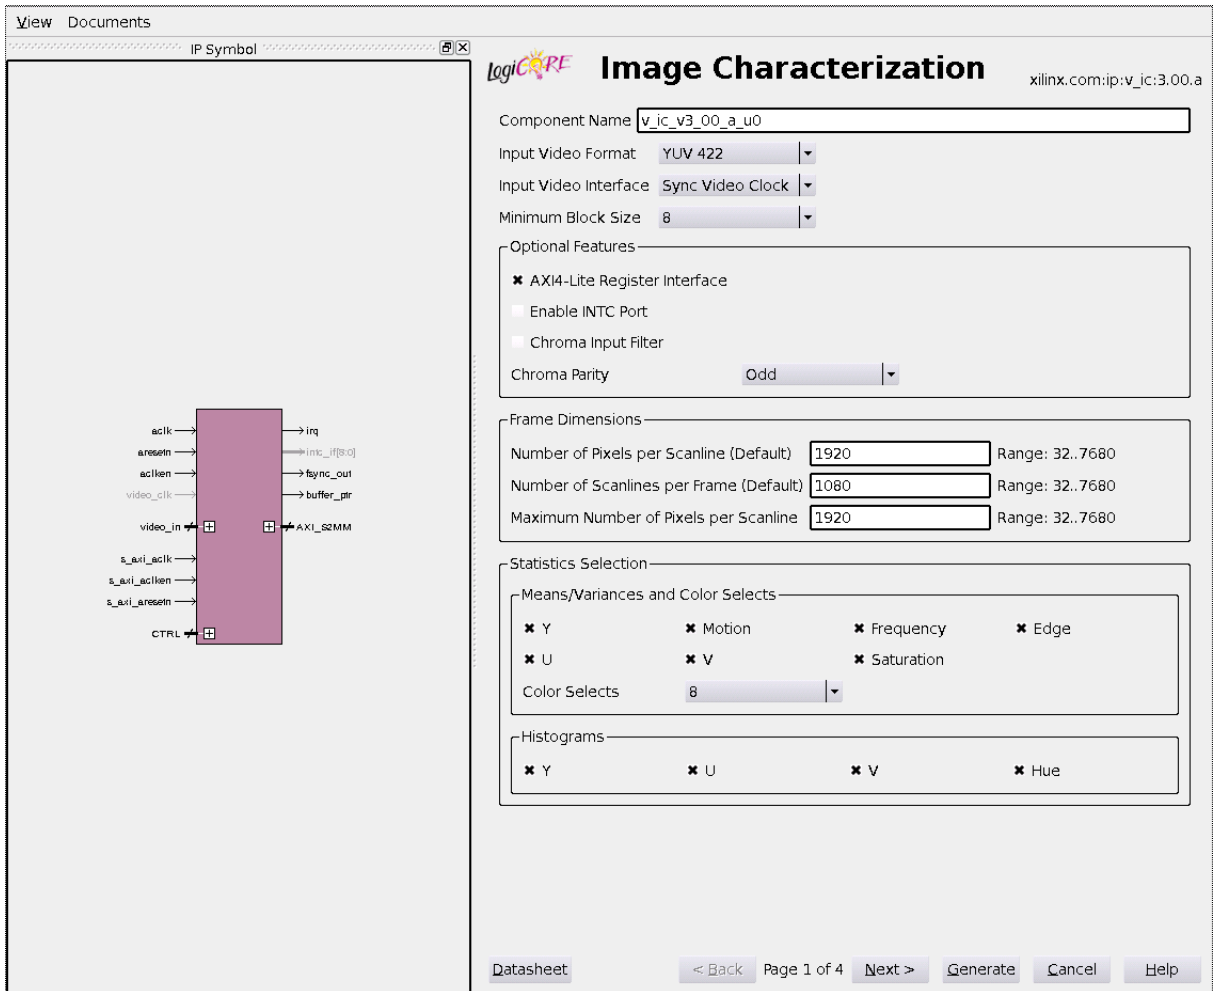 View Documents
IP Symbol
LogiCORE
Image Characterization
xilinx.com:ip:v_ic:3.00.a
Component Name v_ic_v3_00_a_u0
Input Video Format YUV 422
Input Video Interface Sync Video Clock
Minimum Block Size 8
Optional Features
AXI4-Lite Register Interface
Enable INTC Port
Chroma Input Filter
Chroma Parity Odd
aclk irq
aresetn intc_if[8:0]
aclken fsync_out
video_clk buffer_ptr
video_in AXI_S2MM
s_axi_aclk
s_axi_aclken
s_axi_aresetn
CTRL
Frame Dimensions
Number of Pixels per Scanline (Default) 1920 Range: 32..7680
Number of Scanlines per Frame (Default) 1080 Range: 32..7680
Maximum Number of Pixels per Scanline 1920 Range: 32..7680
Statistics Selection
Means/Variances and Color Selects
Y Motion Frequency Edge
U V Saturation
Color Selects 8
Histograms
Y U V Hue
Datasheet < Back Page 1 of 4 Next > Generate Cancel Help